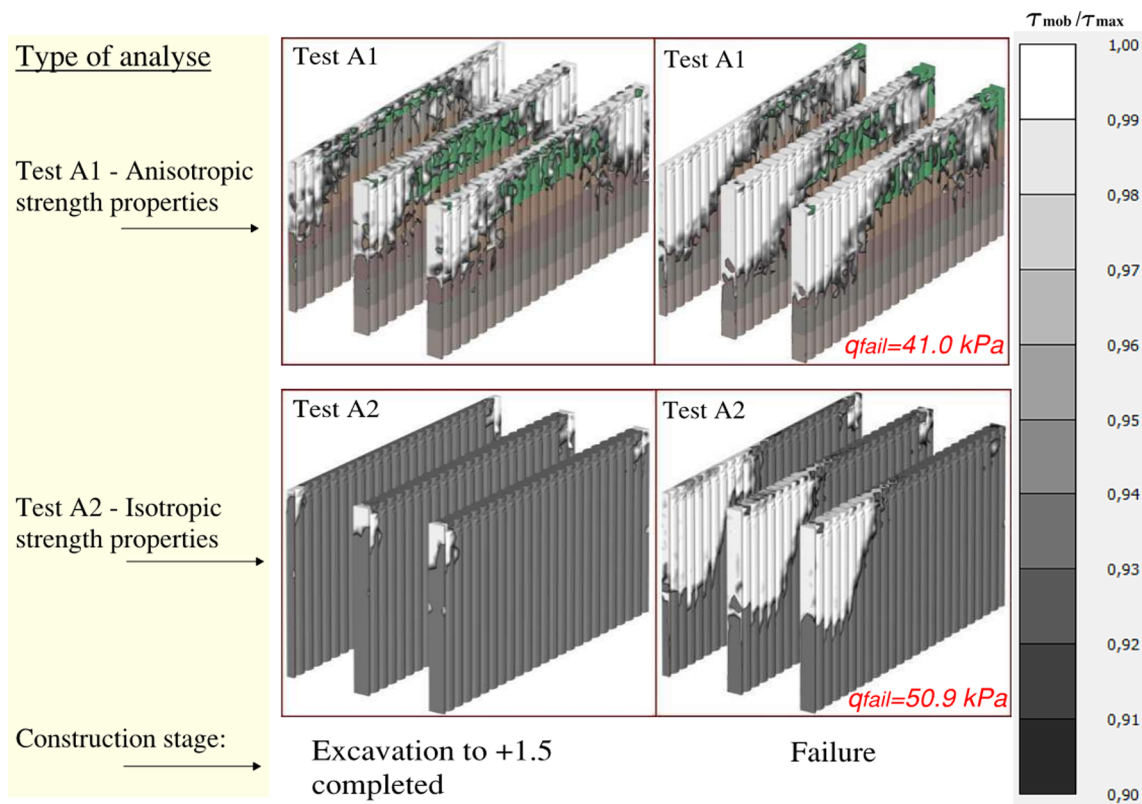 Type of analyse
Test A1 - Anisotropic
strength properties
Test A2 - Isotropic
strength properties
Construction stage:
Test A1
Test A1
qfail=41.0 kPa
Test A2
Test A2
qfail=50.9 kPa
Excavation to +1.5
completed
Failure
τmob/τmax
1,00
0,99
0,98
0,97
0,96
0,95
0,94
0,93
0,92
0,91
0,90